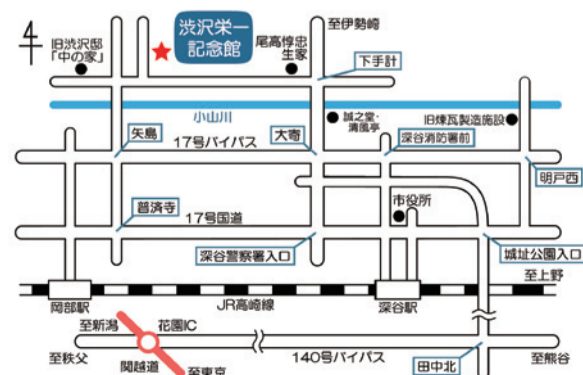 至伊勢崎
旧渋沢邸
「中の家」
渋沢栄一
記念館
尾高惇忠
生家
下手計
小山川
誠之堂・
清風亭
旧煉瓦製造施設
矢島
17号バイパス
大寄
深谷消防署前
明戸西
普済寺
17号国道
市役所
深谷警察署入口
城址公園入口
至上野
岡部駅
JR高崎線
深谷駅
至新潟
花園IC
至秩父
関越道
至東京
140号バイパス
田中北
至熊谷